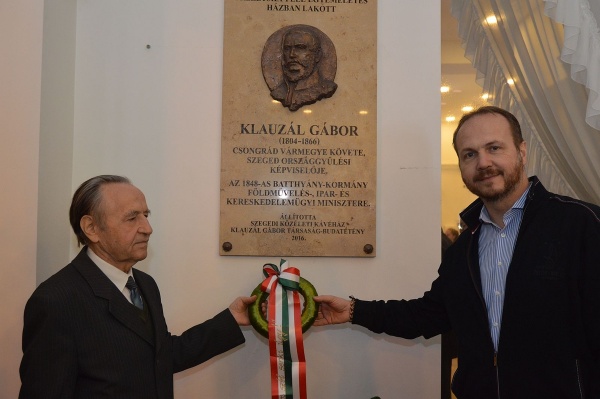 HÁZBAN LAKOTT
KLAUZÁL GÁBOR
(1804-1866)
CSONGRÁD VÁRMEGYE KÖVETE,
SZEGED ORSZÁGGYŰLÉSI
KÉPVISELŐJE,
AZ 1848-AS BATTHYÁNY-KORMÁNY
FÖLDMŰVELÉS-, IPAR- ÉS
KERESKEDELEMÜGYI MINISZTERE.
ÁLLÍTOTTA
SZEGEDI KÖZÉLETI KÁVÉHÁZ
KLAUZÁL GÁBOR TÁRSASÁG-BUDATÉTÉNY
2016.